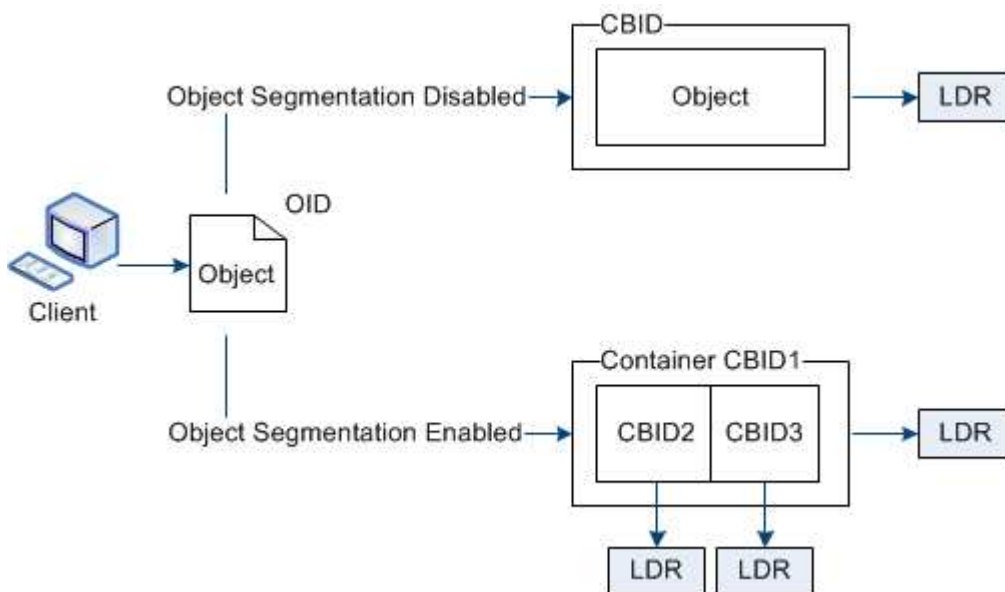 CBID
Object Segmentation Disabled
Object
LDR
OID
Object
Client
Container CBID1
Object Segmentation Enabled
CBID2
CBID3
LDR
LDR
LDR